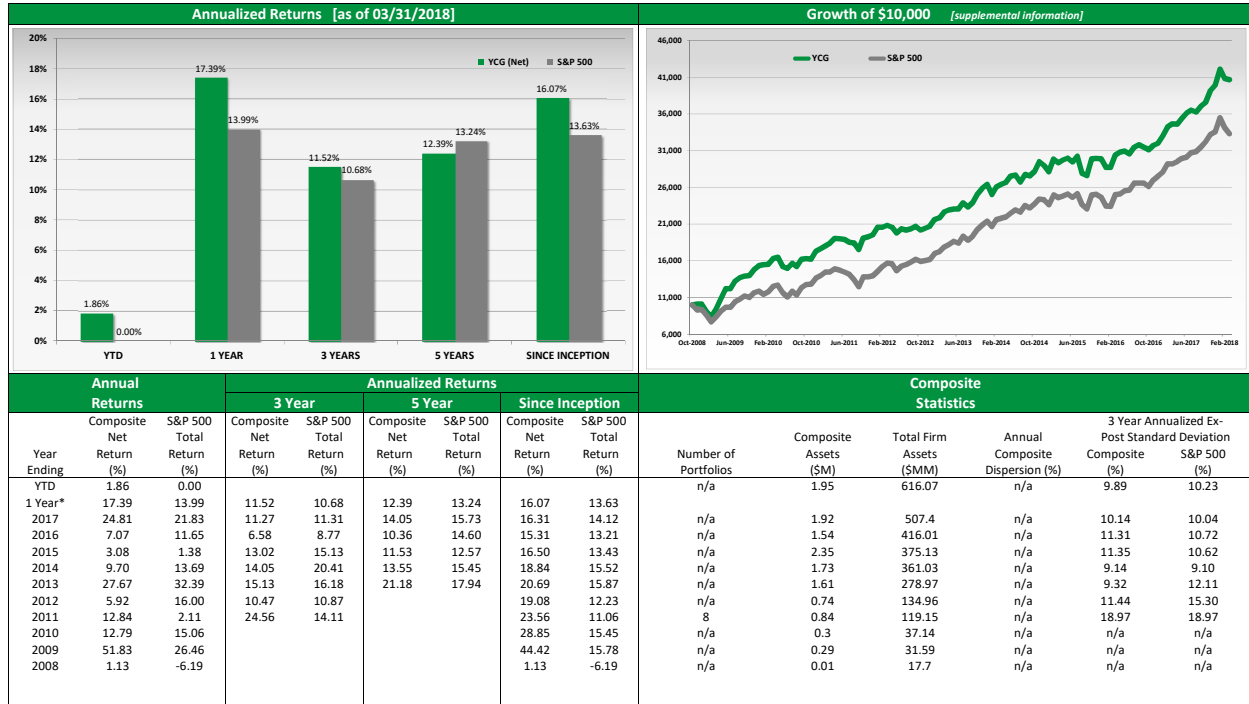 Annualized Returns [as of 03/31/2018]
20%
18%
16%
14%
12%
10%
8%
6%
4%
2%
0%
YCG (Net) S&P 500
1.86%
0.00%
17.39%
13.99%
11.52%
10.68%
12.39%
13.24%
16.07%
13.63%
YTD 1 YEAR 3 YEARS 5 YEARS SINCE INCEPTION
Growth of $10,000 [supplemental information]
46,000
41,000
36,000
31,000
26,000
21,000
16,000
11,000
6,000
YCG S&P 500
Oct-2008 Jun-2009 Feb-2010 Oct-2010 Jun-2011 Feb-2012 Oct-2012 Jun-2013 Feb-2014 Oct-2014 Jun-2015 Feb-2016 Oct-2016 Jun-2017 Feb-2018
Annual Annualized Returns Composite
Returns 3 Year 5 Year Since Inception Statistics
Composite S&P 500 Composite S&P 500 Composite S&P 500 Composite S&P 500 3 Year Annualized Ex-
Net Total Net Total Net Total Net Total Composite Total Firm Annual Post Standard Deviation
Year Return Return Return Return Return Return Return Return Number of Assets Assets Composite Composite S&P 500
Ending (%) (%) (%) (%) (%) (%) (%) (%) Portfolios ($M) ($MM) Dispersion (%) (%) (%)
YTD 1.86 0.00 n/a 1.95 616.07 n/a 9.89 10.23
1 Year* 17.39 13.99 11.52 10.68 12.39 13.24 16.07 13.63
2017 24.81 21.83 11.27 11.31 14.05 15.73 16.31 14.12 n/a 1.92 507.4 n/a 10.14 10.04
2016 7.07 11.65 6.58 8.77 10.36 14.60 15.31 13.21 n/a 1.54 416.01 n/a 11.31 10.72
2015 3.08 1.38 13.02 15.13 11.53 12.57 16.50 13.43 n/a 2.35 375.13 n/a 11.35 10.62
2014 9.70 13.69 14.05 20.41 13.55 15.45 18.84 15.52 n/a 1.73 361.03 n/a 9.14 9.10
2013 27.67 32.39 15.13 16.18 21.18 17.94 20.69 15.87 n/a 1.61 278.97 n/a 9.32 12.11
2012 5.92 16.00 10.47 10.87 19.08 12.23 n/a 0.74 134.96 n/a 11.44 15.30
2011 12.84 2.11 24.56 14.11 23.56 11.06 8 0.84 119.15 n/a 18.97 18.97
2010 12.79 15.06 28.85 15.45 n/a 0.3 37.14 n/a n/a n/a
2009 51.83 26.46 44.42 15.78 n/a 0.29 31.59 n/a n/a n/a
2008 1.13 -6.19 1.13 -6.19 n/a 0.01 17.7 n/a n/a n/a